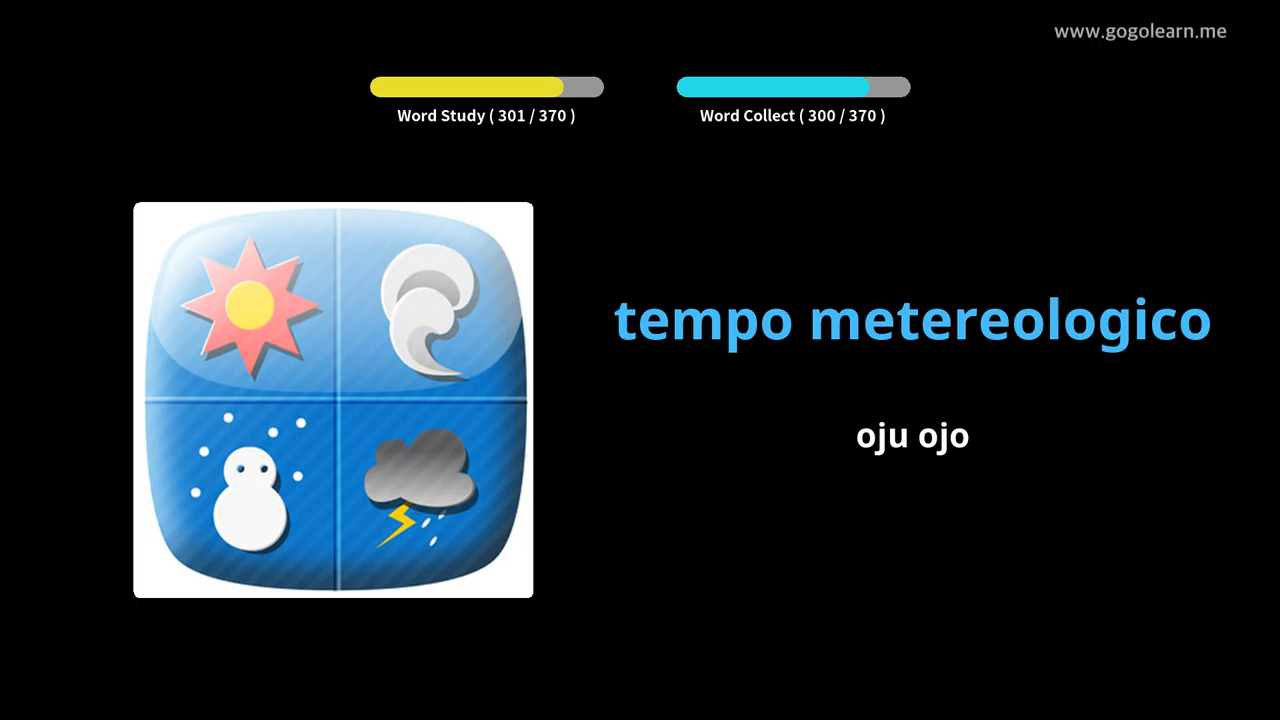 www.gogolearn.me
Word Study ( 301 / 370 )
Word Collect ( 300 / 370 )
tempo metereologico
oju ojo